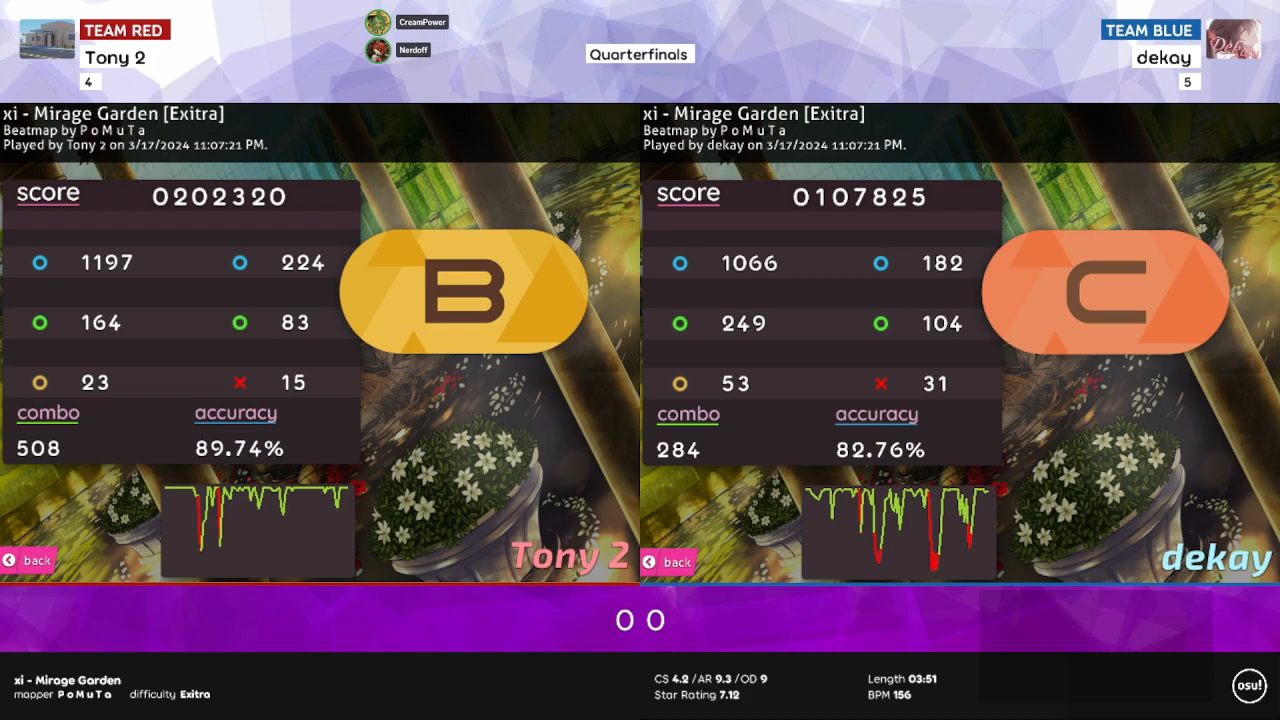 TEAM RED
Tony 2
4
CreamPower
Nerdoff
Quarterfinals
TEAM BLUE
dekay
5
Dekay
xi - Mirage Garden [Exitra]
Beatmap by P o M u T a
Played by Tony 2 on 3/17/2024 11:07:21 PM.
score 0202320
1197 224
164 83
23 15
combo accuracy
508 89.74%
B
back
Tony 2
xi - Mirage Garden [Exitra]
Beatmap by P o M u T a
Played by dekay on 3/17/2024 11:07:21 PM.
score 0107825
1066 182
249 104
53 31
combo accuracy
284 82.76%
C
back
dekay
0 0
xi - Mirage Garden
mapper P o M u T a difficulty Exitra
CS 4.2 / AR 9.3 / OD 9
Star Rating 7.12
Length 03:51
BPM 156
osu!